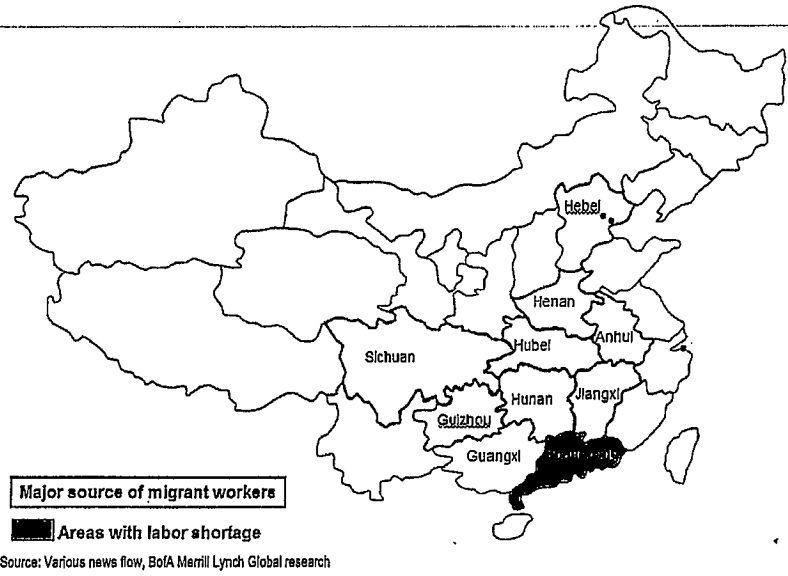 Hebei
Henan
Anhui
Hubei
Sichuan
Hunan
Jiangxi
Guizhou
Guangxi
Major source of migrant workers
Areas with labor shortage
Source: Various news flow, BofA Merrill Lynch Global research